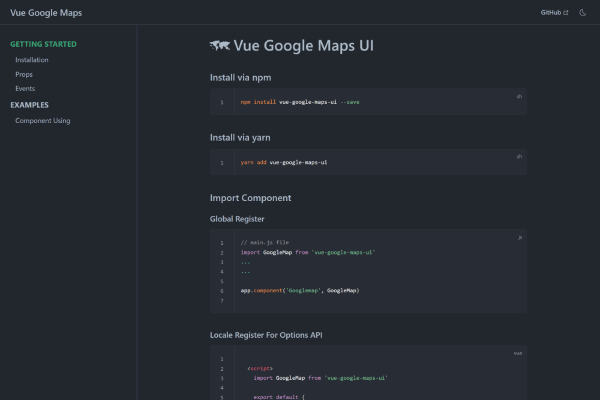 Vue Google Maps
GitHub
GETTING STARTED
Installation
Props
Events
EXAMPLES
Component Using
Vue Google Maps UI
Install via npm
sh
1 npm install vue-google-maps-ui --save
Install via yarn
sh
1 yarn add vue-google-maps-ui
Import Component
Global Register
js
1 // main.js file
2 import GoogleMap from 'vue-google-maps-ui'
3 ...
4 ...
5
6 app.component('Googlemap', GoogleMap)
7
Locale Register For Options API
vue
1
2 <script>
3 import GoogleMap from 'vue-google-maps-ui'
4
5 export default {